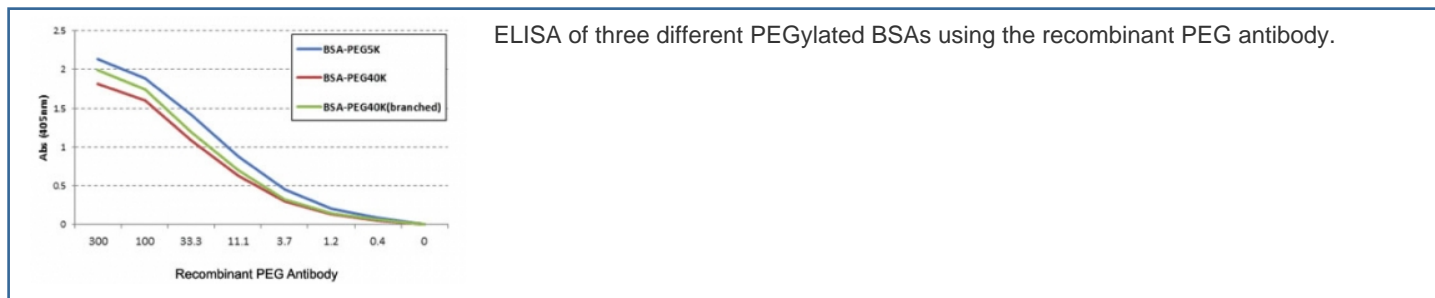 ELISA of three different PEGylated BSAs using the recombinant PEG antibody.
2.5
2
1.5
1
0.5
0
Abs (405nm)
BSA-PEG5K
BSA-PEG40K
BSA-PEG40K(branched)
300 100 33.3 11.1 3.7 1.2 0.4 0
Recombinant PEG Antibody